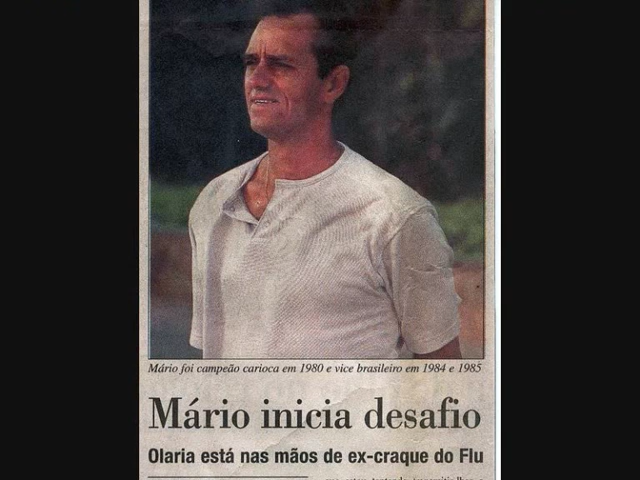 Mário foi campeão carioca em 1980 e vice brasileiro em 1984 e 1985
Mário inicia desafio
Olaria está nas mãos de ex-craque do Flu